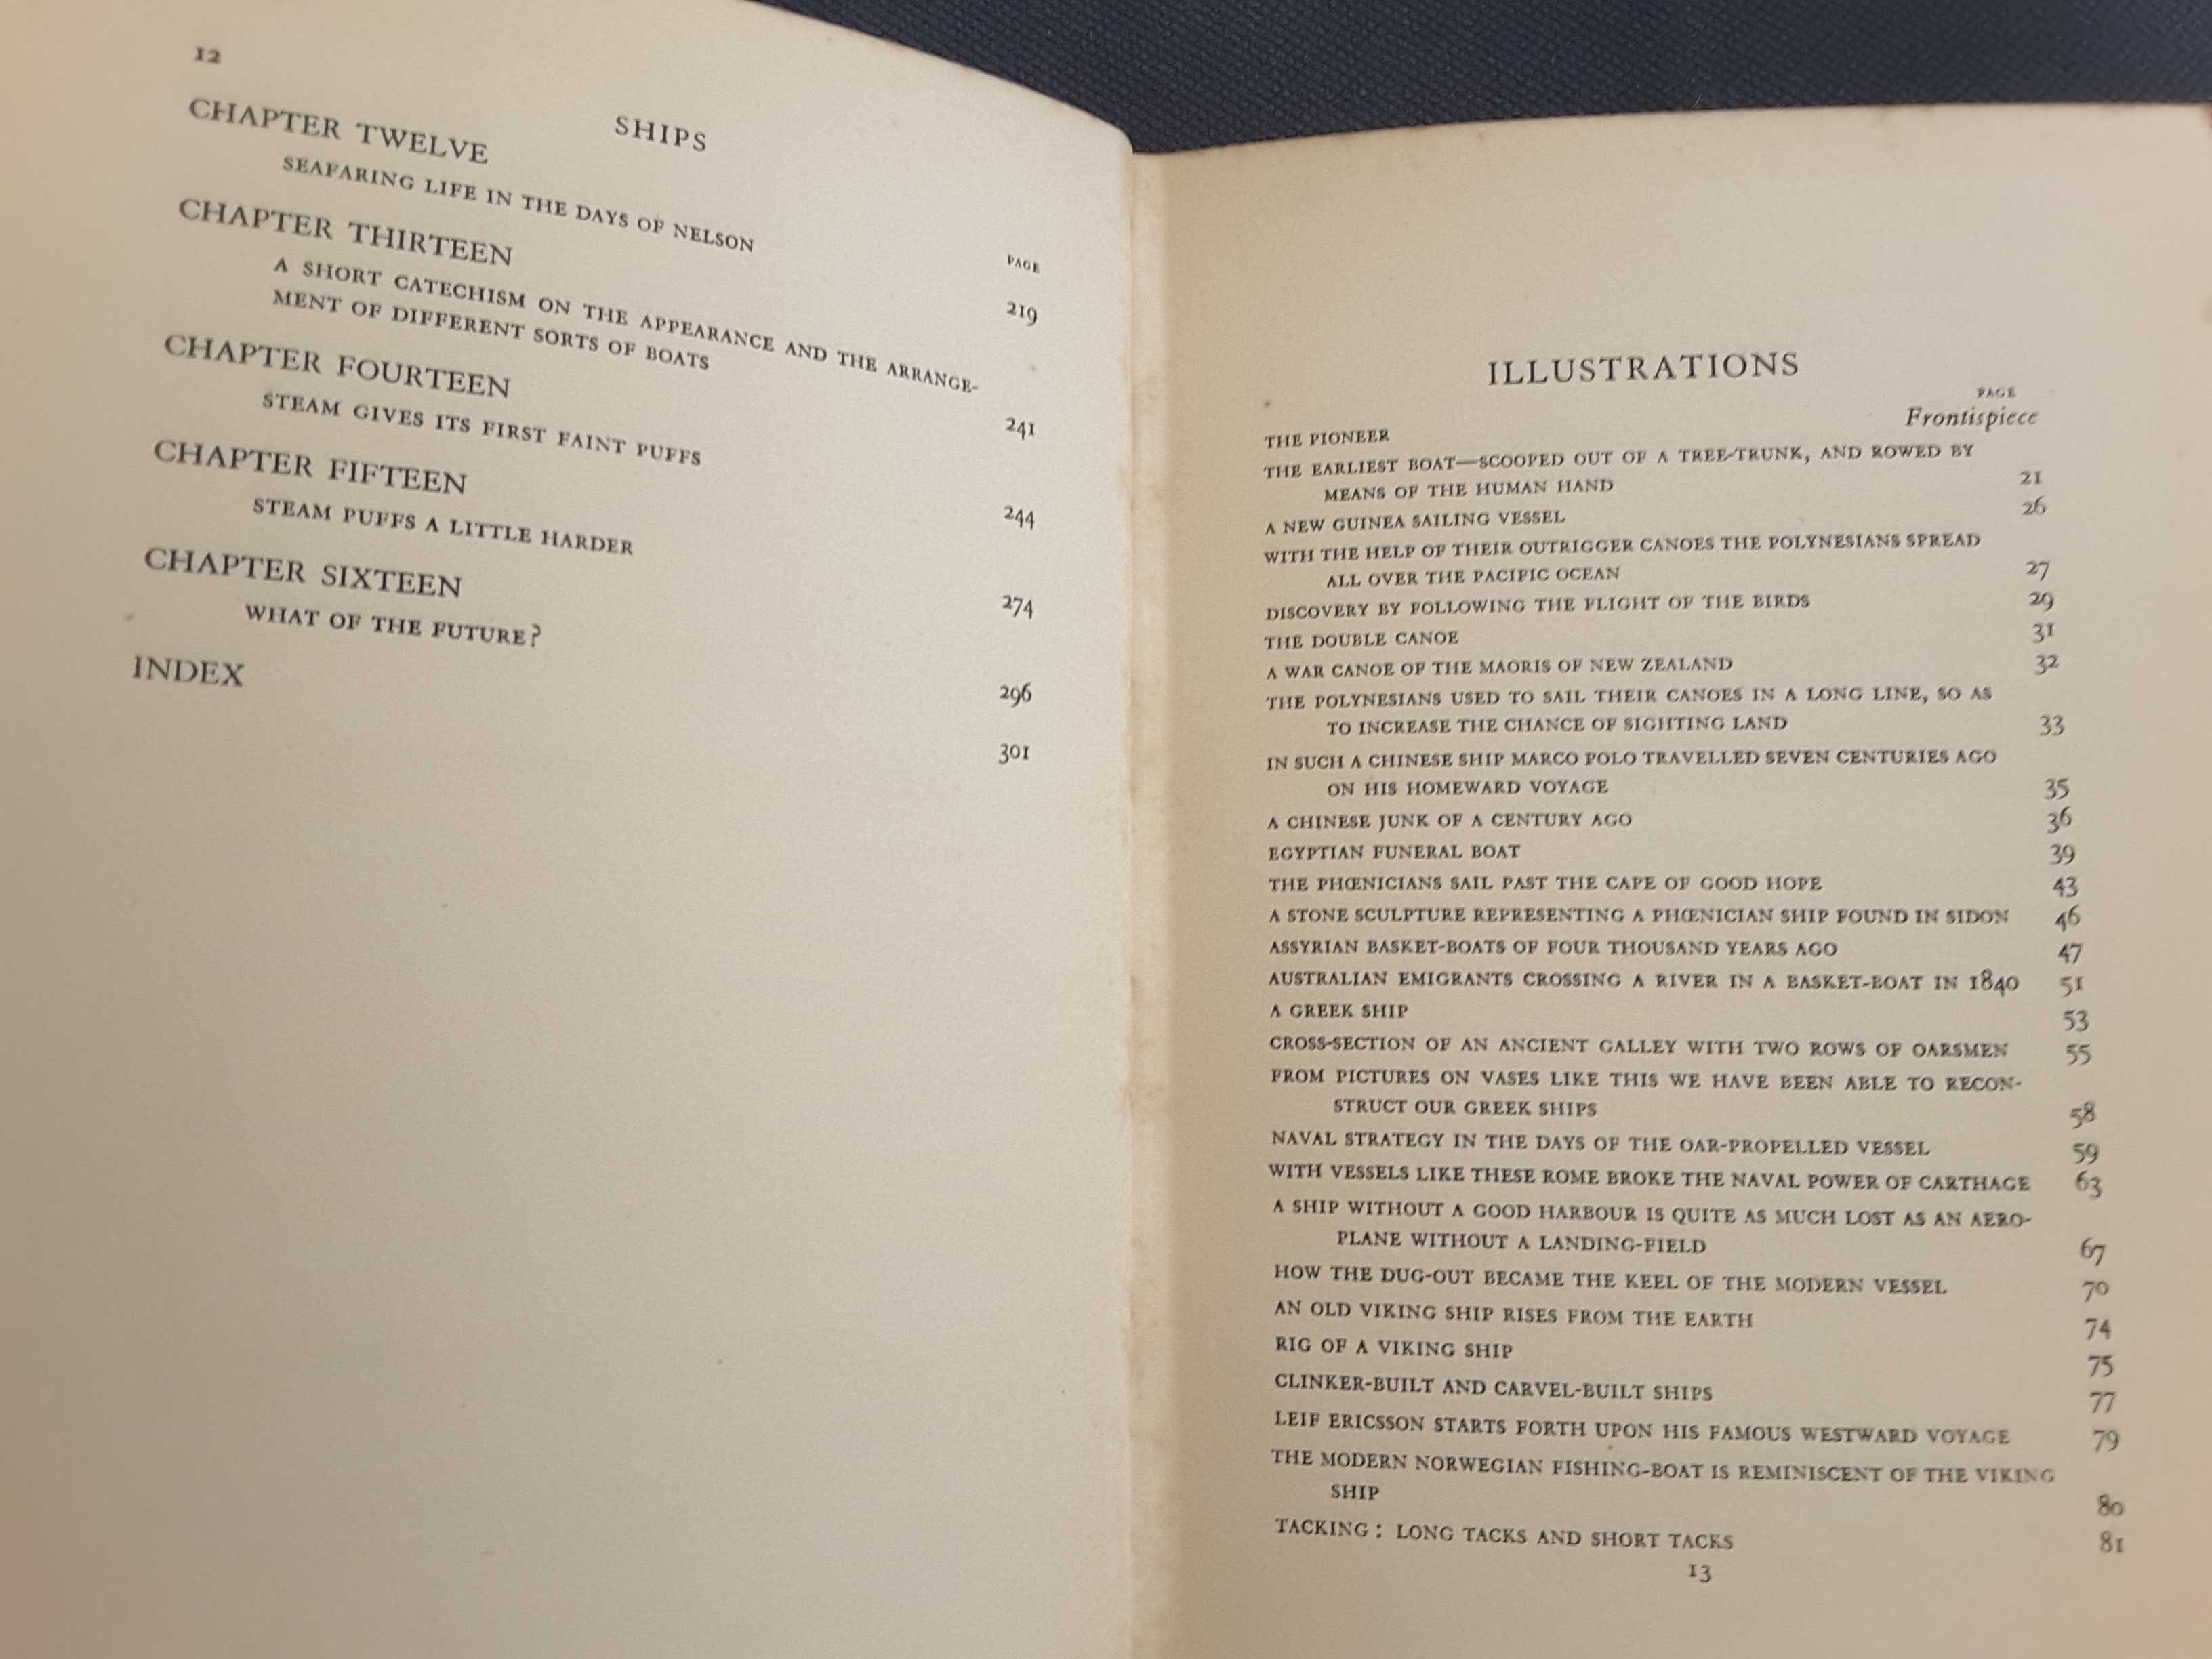 12
SHIPS
PAGE
CHAPTER TWELVE
SEAFARING LIFE IN THE DAYS OF NELSON 219
CHAPTER THIRTEEN
A SHORT CATECHISM ON THE APPEARANCE AND THE ARRANGE-
MENT OF DIFFERENT SORTS OF BOATS 241
CHAPTER FOURTEEN
STEAM GIVES ITS FIRST FAINT PUFFS 244
CHAPTER FIFTEEN
STEAM PUFFS A LITTLE HARDER 274
CHAPTER SIXTEEN
WHAT OF THE FUTURE? 296
INDEX 301
ILLUSTRATIONS
PAGE
THE PIONEER Frontispiece
THE EARLIEST BOAT—SCOOPED OUT OF A TREE-TRUNK, AND ROWED BY
MEANS OF THE HUMAN HAND 21
A NEW GUINEA SAILING VESSEL 26
WITH THE HELP OF THEIR OUTRIGGER CANOES THE POLYNESIANS SPREAD
ALL OVER THE PACIFIC OCEAN 27
DISCOVERY BY FOLLOWING THE FLIGHT OF THE BIRDS 29
THE DOUBLE CANOE 31
A WAR CANOE OF THE MAORIS OF NEW ZEALAND 32
THE POLYNESIANS USED TO SAIL THEIR CANOES IN A LONG LINE, SO AS
TO INCREASE THE CHANCE OF SIGHTING LAND 33
IN SUCH A CHINESE SHIP MARCO POLO TRAVELLED SEVEN CENTURIES AGO
ON HIS HOMEWARD VOYAGE 35
A CHINESE JUNK OF A CENTURY AGO 36
EGYPTIAN FUNERAL BOAT 39
THE PHŒNICIANS SAIL PAST THE CAPE OF GOOD HOPE 43
A STONE SCULPTURE REPRESENTING A PHŒNICIAN SHIP FOUND IN SIDON 46
ASSYRIAN BASKET-BOATS OF FOUR THOUSAND YEARS AGO 47
AUSTRALIAN EMIGRANTS CROSSING A RIVER IN A BASKET-BOAT IN 1840 51
A GREEK SHIP 53
CROSS-SECTION OF AN ANCIENT GALLEY WITH TWO ROWS OF OARSMEN 55
FROM PICTURES ON VASES LIKE THIS WE HAVE BEEN ABLE TO RECON-
STRUCT OUR GREEK SHIPS 58
NAVAL STRATEGY IN THE DAYS OF THE OAR-PROPELLED VESSEL 59
WITH VESSELS LIKE THESE ROME BROKE THE NAVAL POWER OF CARTHAGE 63
A SHIP WITHOUT A GOOD HARBOUR IS QUITE AS MUCH LOST AS AN AERO-
PLANE WITHOUT A LANDING-FIELD 67
HOW THE DUG-OUT BECAME THE KEEL OF THE MODERN VESSEL 70
AN OLD VIKING SHIP RISES FROM THE EARTH 74
RIG OF A VIKING SHIP 75
CLINKER-BUILT AND CARVEL-BUILT SHIPS 77
LEIF ERICSSON STARTS FORTH UPON HIS FAMOUS WESTWARD VOYAGE 79
THE MODERN NORWEGIAN FISHING-BOAT IS REMINISCENT OF THE VIKING
SHIP 80
TACKING: LONG TACKS AND SHORT TACKS 81
13